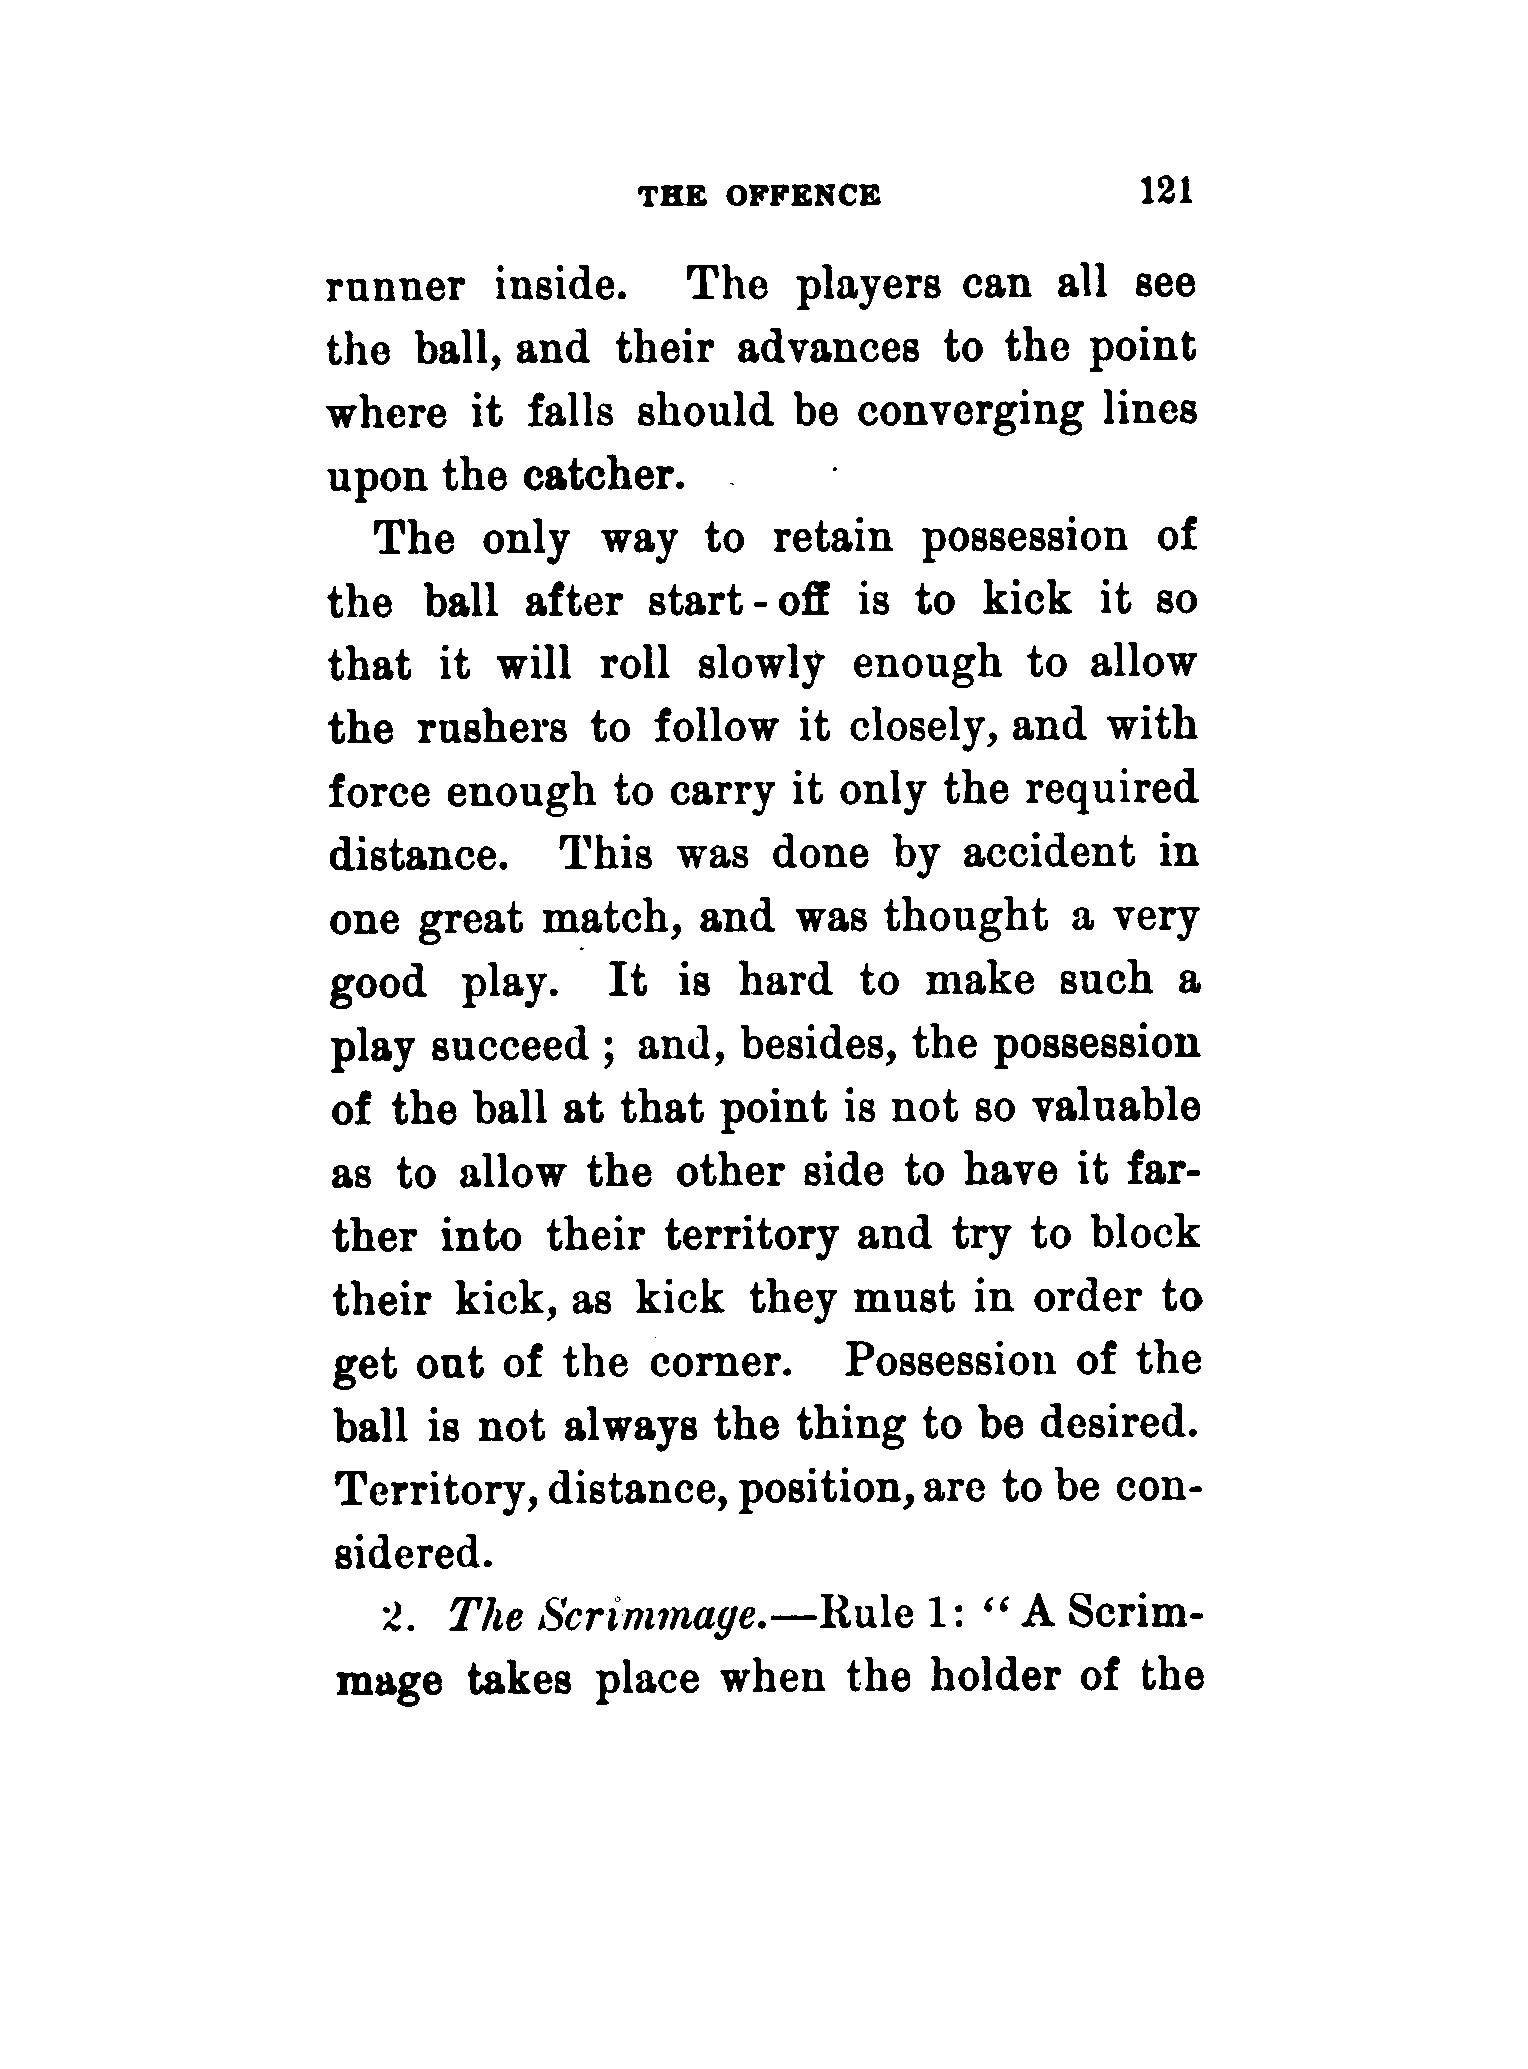 THE OFFENCE 121
runner inside. The players can all see
the ball, and their advances to the point
where it falls should be converging lines
upon the catcher.
The only way to retain possession of
the ball after start-off is to kick it so
that it will roll slowly enough to allow
the rushers to follow it closely, and with
force enough to carry it only the required
distance. This was done by accident in
one great match, and was thought a very
good play. It is hard to make such a
play succeed ; and, besides, the possession
of the ball at that point is not so valuable
as to allow the other side to have it far-
ther into their territory and try to block
their kick, as kick they must in order to
get out of the corner. Possession of the
ball is not always the thing to be desired.
Territory, distance, position, are to be con-
sidered.
2. The Scrimmage.—Rule 1: “ A Scrim-
mage takes place when the holder of the